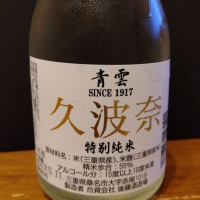 青雲
SINCE 1917
久波奈
特別純米
原材料名：米(三重県産)、米麹(三重県産米)
精米歩合：55%
アルコール分：15度以上16度未満
三重県桑名市大字赤尾1019
製造者 合資会社 後藤酒造場